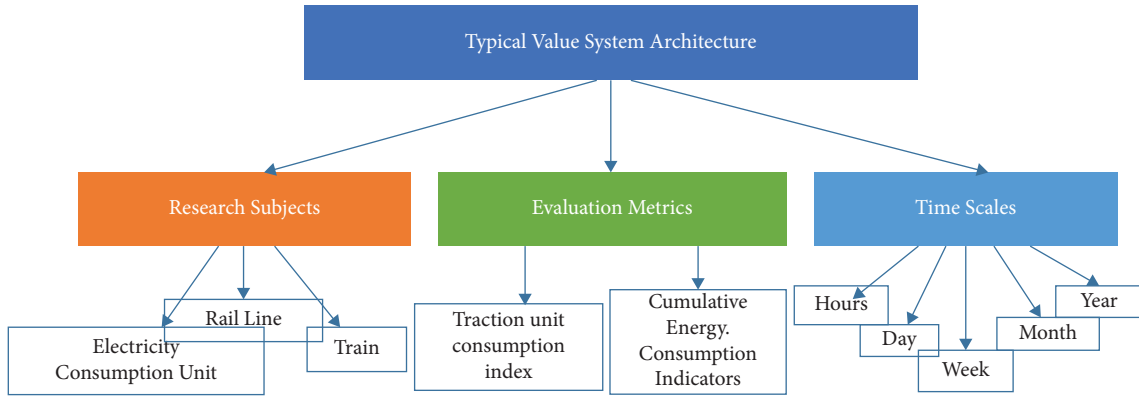 Typical Value System Architecture
Research Subjects
Evaluation Metrics
Time Scales
Rail Line
Electricity
Consumption Unit
Train
Traction unit
consumption
index
Cumulative
Energy.
Consumption
Indicators
Hours
Day
Week
Month
Year